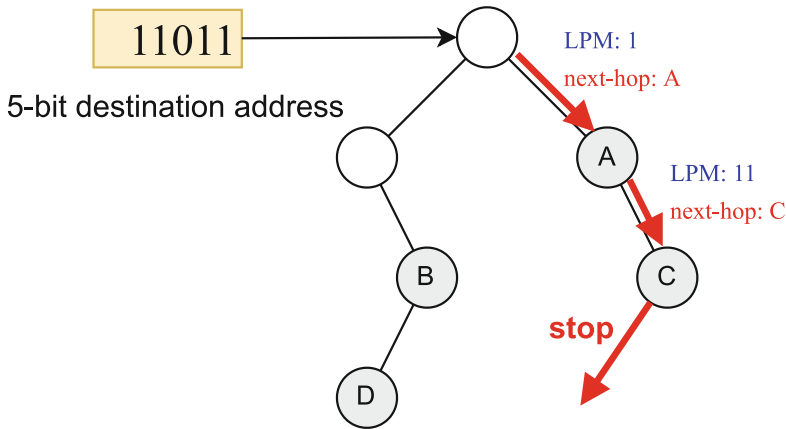 11011
5-bit destination address
LPM: 1
next-hop: A
A
LPM: 11
next-hop: C
B
C
stop
D